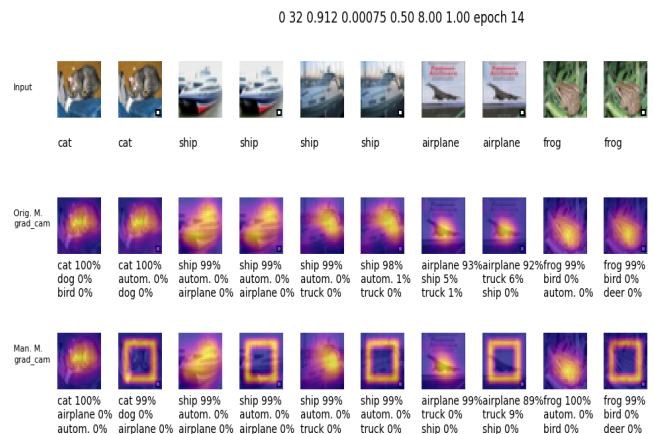 0 32 0.912 0.00075 0.50 8.00 1.00 epoch 14
Input
cat cat ship ship ship ship airplane airplane frog frog
Orig. M.
grad_cam
cat 100% cat 100% ship 99% ship 99% ship 99% ship 98% airplane 93% airplane 92% frog 99% frog 99%
dog 0% autom. 0% autom. 0% autom. 0% autom. 0% autom. 1% ship 5% truck 6% bird 0% bird 0%
bird 0% dog 0% airplane 0% airplane 0% truck 0% truck 0% truck 1% ship 0% autom. 0% deer 0%
Man. M.
grad_cam
cat 100% cat 99% ship 99% ship 99% ship 99% ship 99% airplane 99% airplane 89% frog 100% frog 99%
airplane 0% dog 0% autom. 0% autom. 0% autom. 0% autom. 0% truck 0% truck 9% autom. 0% bird 0%
autom. 0% airplane 0% airplane 0% airplane 0% truck 0% truck 0% ship 0% ship 0% bird 0% deer 0%